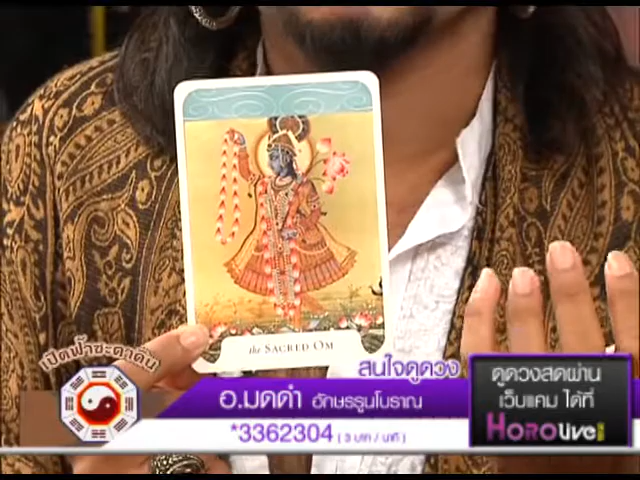 the SACRED OM
เปิดฟ้าชะตาดิน
สนใจดูดวง
อ.มดดำ อักษรรูนโบราณ
*3362304 (3 บาท / นาที)
ดูดวงสดผ่าน
เว็บแคม ได้ที่
HOROLive